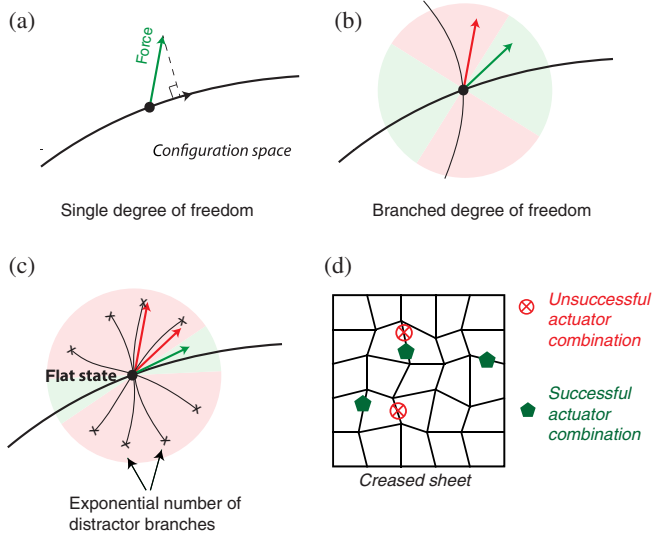 (a)
Force
Configuration space
Single degree of freedom
(b)
Branched degree of freedom
(c)
Flat state
Exponential number of
distractor branches
(d)
Creased sheet
Unsuccessful
actuator
combination
Successful
actuator
combination